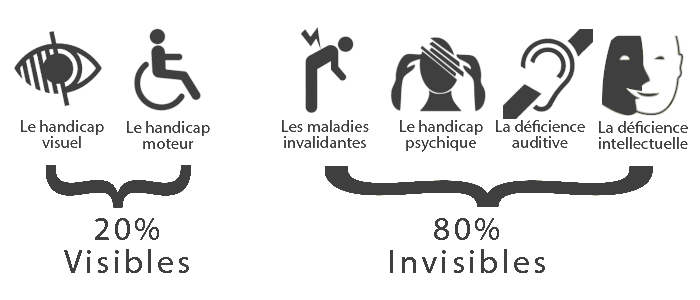 Le handicap
visuel
Le handicap
moteur
Les maladies
invalidantes
Le handicap
psychique
La déficience
auditive
La déficience
intellectuelle
20%
Visibles
80%
Invisibles